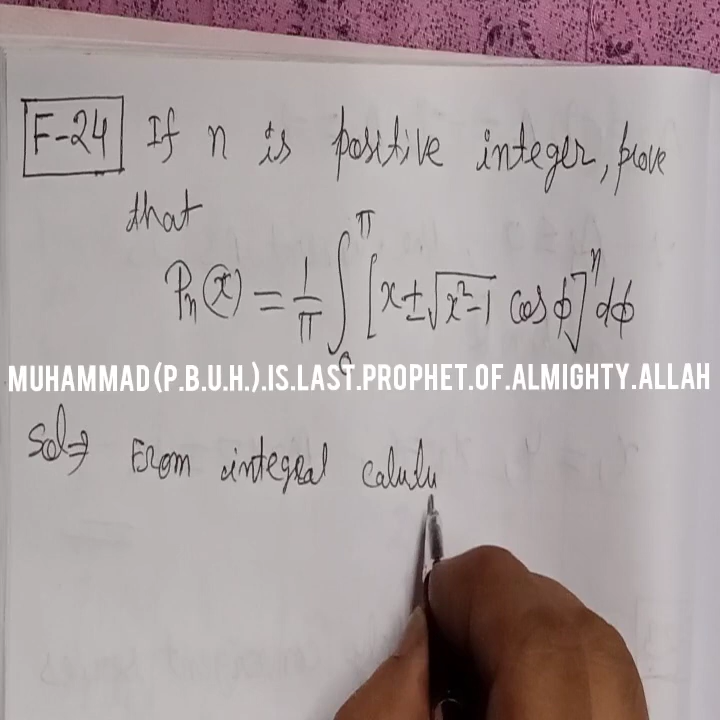 F-24 If n is positive integer, prove
that
Pn(x) = 1/π ∫₀^π [x ± √(x²-1) cos φ]ⁿ dφ
MUHAMMAD(P.B.U.H.).IS.LAST.PROPHET.OF.ALMIGHTY.ALLAH
Sol⇒ From integral calulu